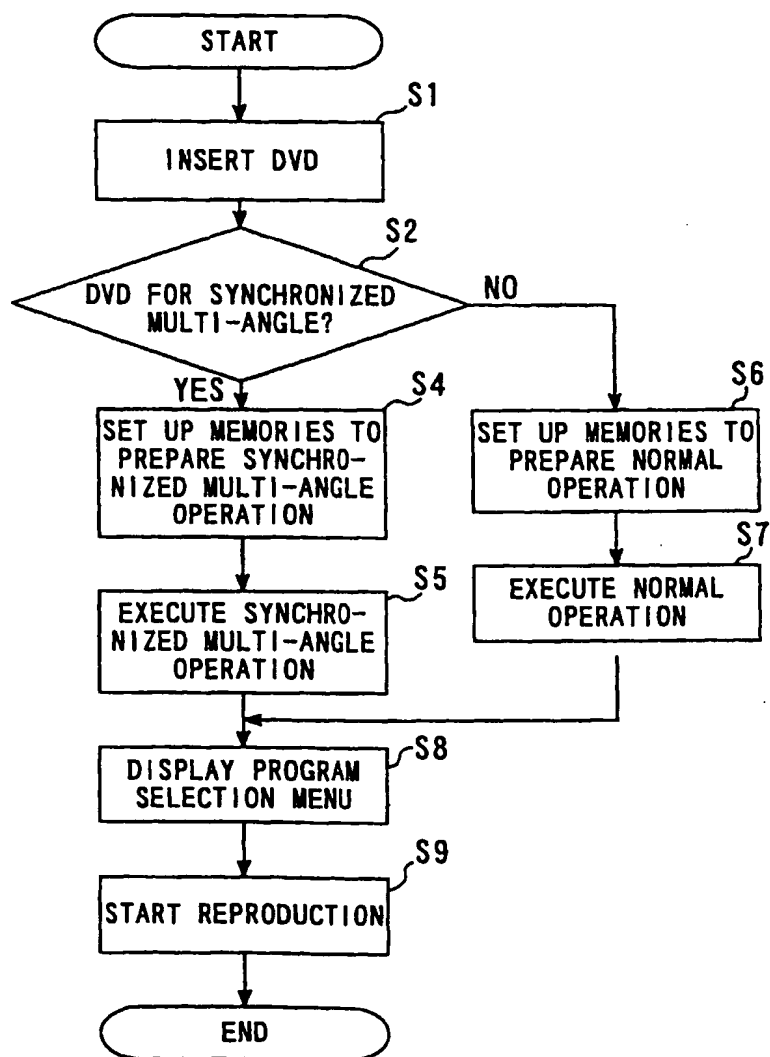 START
S1
INSERT DVD
S2
DVD FOR SYNCHRONIZED
MULTI-ANGLE?
NO
YES
S4
SET UP MEMORIES TO
PREPARE SYNCHRO-
NIZED MULTI-ANGLE
OPERATION
S6
SET UP MEMORIES TO
PREPARE NORMAL
OPERATION
S5
EXECUTE SYNCHRO-
NIZED MULTI-ANGLE
OPERATION
S7
EXECUTE NORMAL
OPERATION
S8
DISPLAY PROGRAM
SELECTION MENU
S9
START REPRODUCTION
END